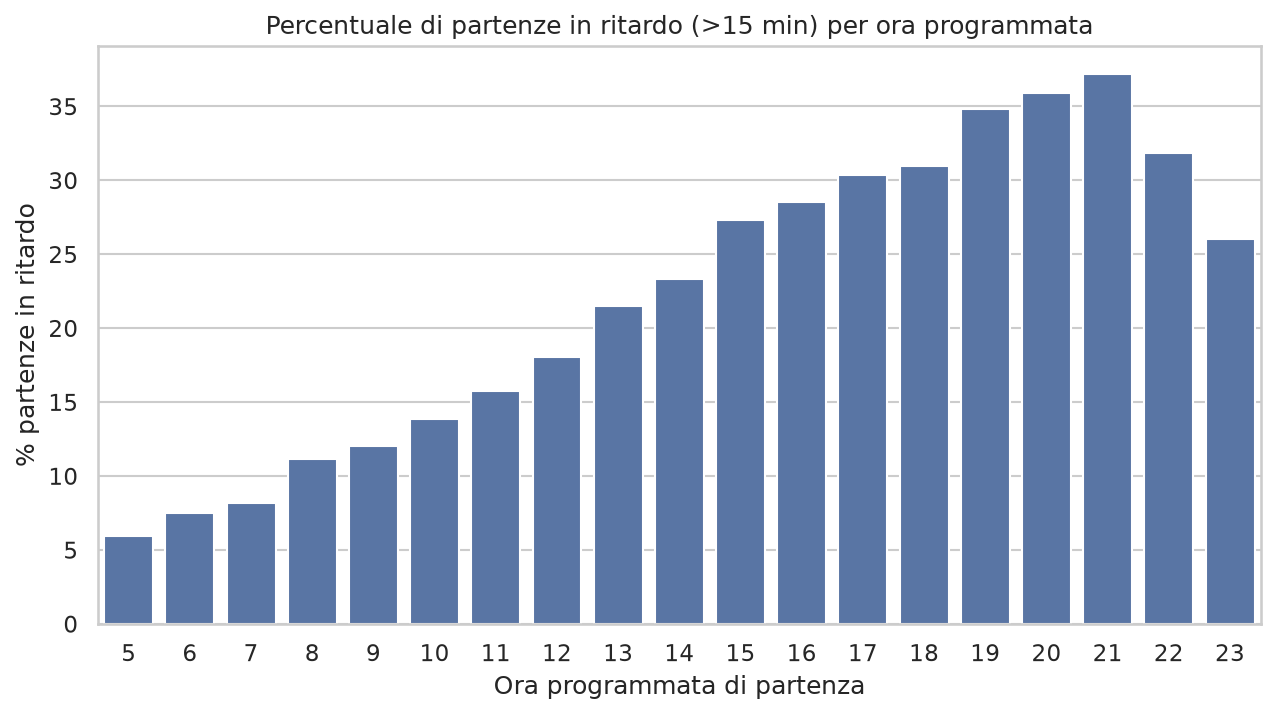 Percentuale di partenze in ritardo (>15 min) per ora programmata
% partenze in ritardo
35
30
25
20
15
10
5
0
5 6 7 8 9 10 11 12 13 14 15 16 17 18 19 20 21 22 23
Ora programmata di partenza